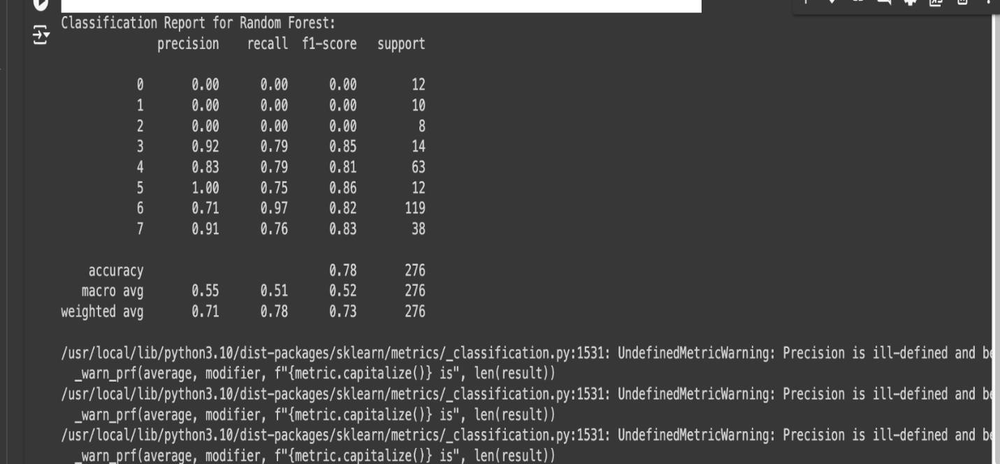 Classification Report for Random Forest:
precision recall f1-score support
0 0.00 0.00 0.00 12
1 0.00 0.00 0.00 10
2 0.00 0.00 0.00 8
3 0.92 0.79 0.85 14
4 0.83 0.79 0.81 63
5 1.00 0.75 0.86 12
6 0.71 0.97 0.82 119
7 0.91 0.76 0.83 38
accuracy 0.78 276
macro avg 0.55 0.51 0.52 276
weighted avg 0.71 0.78 0.73 276
/usr/local/lib/python3.10/dist-packages/sklearn/metrics/_classification.py:1531: UndefinedMetricWarning: Precision is ill-defined and be
_warn_prf(average, modifier, f"{metric.capitalize()} is", len(result))
/usr/local/lib/python3.10/dist-packages/sklearn/metrics/_classification.py:1531: UndefinedMetricWarning: Precision is ill-defined and be
_warn_prf(average, modifier, f"{metric.capitalize()} is", len(result))
/usr/local/lib/python3.10/dist-packages/sklearn/metrics/_classification.py:1531: UndefinedMetricWarning: Precision is ill-defined and be
_warn_prf(average, modifier, f"{metric.capitalize()} is", len(result))